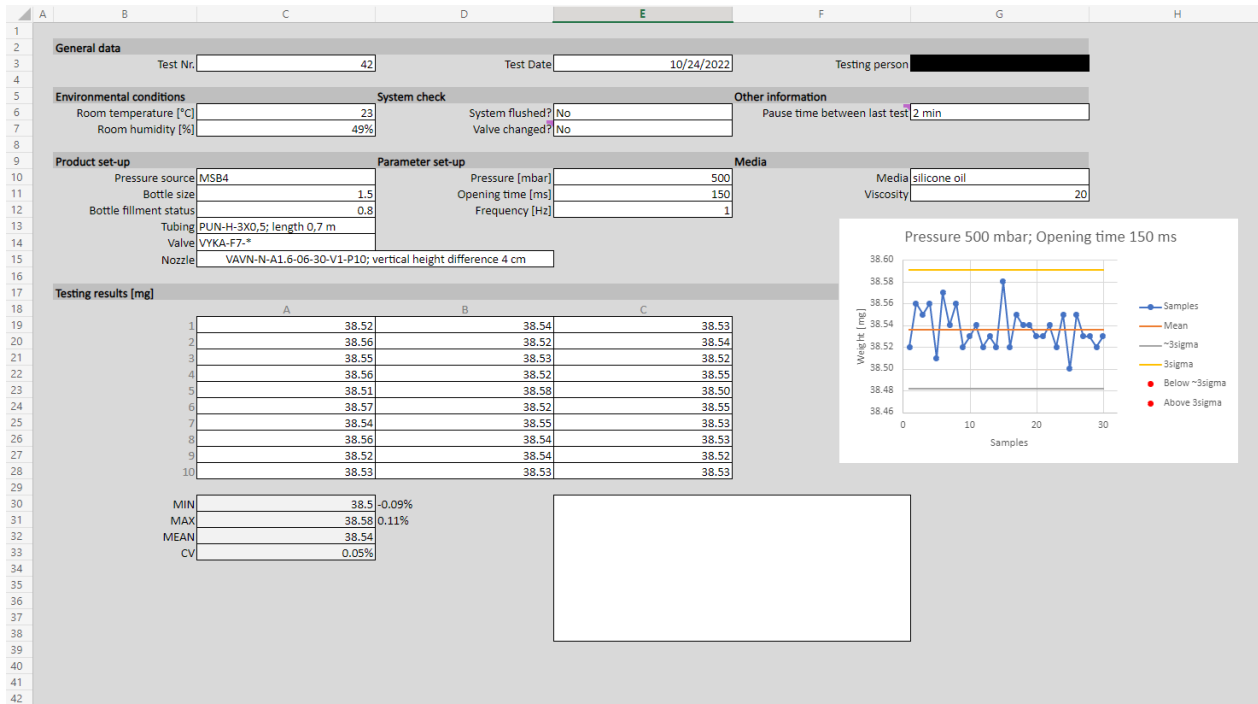 A B C D E F G H
1
2 General data
3 Test Nr. 42 Test Date 10/24/2022 Testing person
4
5 Environmental conditions System check Other information
6 Room temperature [°C] 23 System flushed? No Pause time between last test 2 min
7 Room humidity [%] 49% Valve changed? No
8
9 Product set-up Parameter set-up Media
10 Pressure source MSB4 Pressure [mbar] 500 Media silicone oil
11 Bottle size 1.5 Opening time [ms] 150 Viscosity 20
12 Bottle fillment status 0.8 Frequency [Hz] 1
13 Tubing PUN-H-3X0,5; length 0,7 m
14 Valve VYKA-F7-*
15 Nozzle VAVN-N-A1.6-06-30-V1-P10; vertical height difference 4 cm
16
17 Testing results [mg]
18 A B C
19 1 38.52 38.54 38.53
20 2 38.56 38.52 38.54
21 3 38.55 38.53 38.52
22 4 38.56 38.52 38.55
23 5 38.51 38.58 38.50
24 6 38.57 38.52 38.55
25 7 38.54 38.55 38.53
26 8 38.56 38.54 38.53
27 9 38.52 38.54 38.52
28 10 38.53 38.53 38.53
29
30 MIN 38.5 -0.09%
31 MAX 38.58 0.11%
32 MEAN 38.54
33 CV 0.05%
34
35
36
37
38
39
40
41
42
Pressure 500 mbar; Opening time 150 ms
Weight [mg]
38.60
38.58
38.56
38.54
38.52
38.50
38.48
38.46
0 10 20 30
Samples
Samples
Mean
~3sigma
3sigma
Below ~3sigma
Above 3sigma